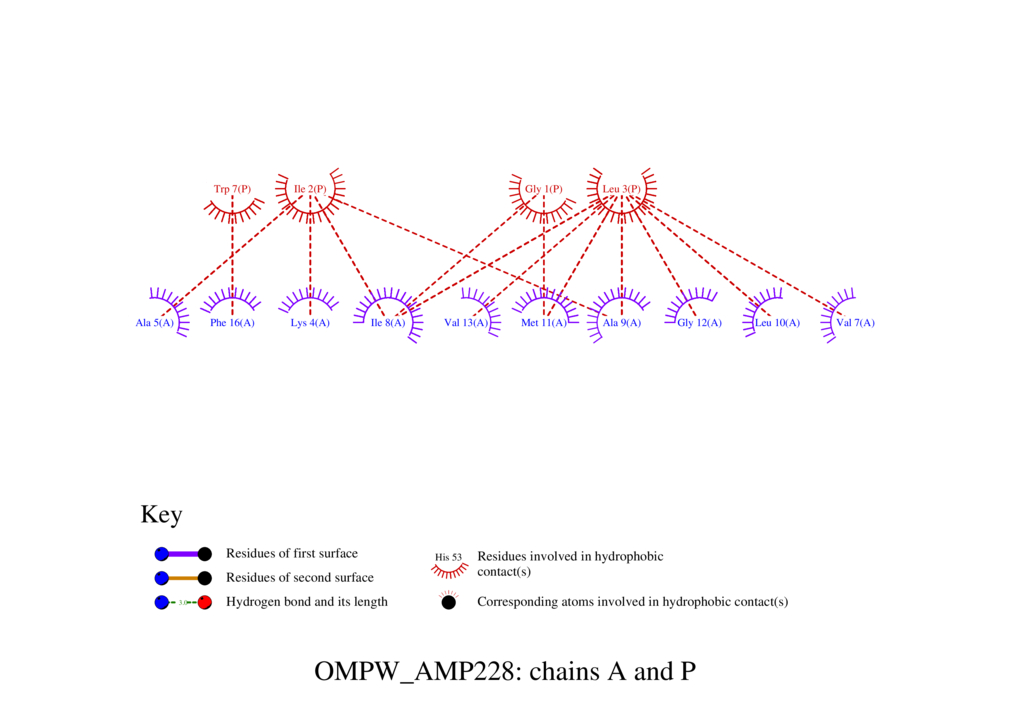 Trp 7(P) Ile 2(P) Gly 1(P) Leu 3(P)
Ala 5(A) Phe 16(A) Lys 4(A) Ile 8(A) Val 13(A) Met 11(A) Ala 9(A) Gly 12(A) Leu 10(A) Val 7(A)
Key
Residues of first surface
Residues of second surface
3.0 Hydrogen bond and its length
His 53 Residues involved in hydrophobic
contact(s)
Corresponding atoms involved in hydrophobic contact(s)
OMPW_AMP228: chains A and P